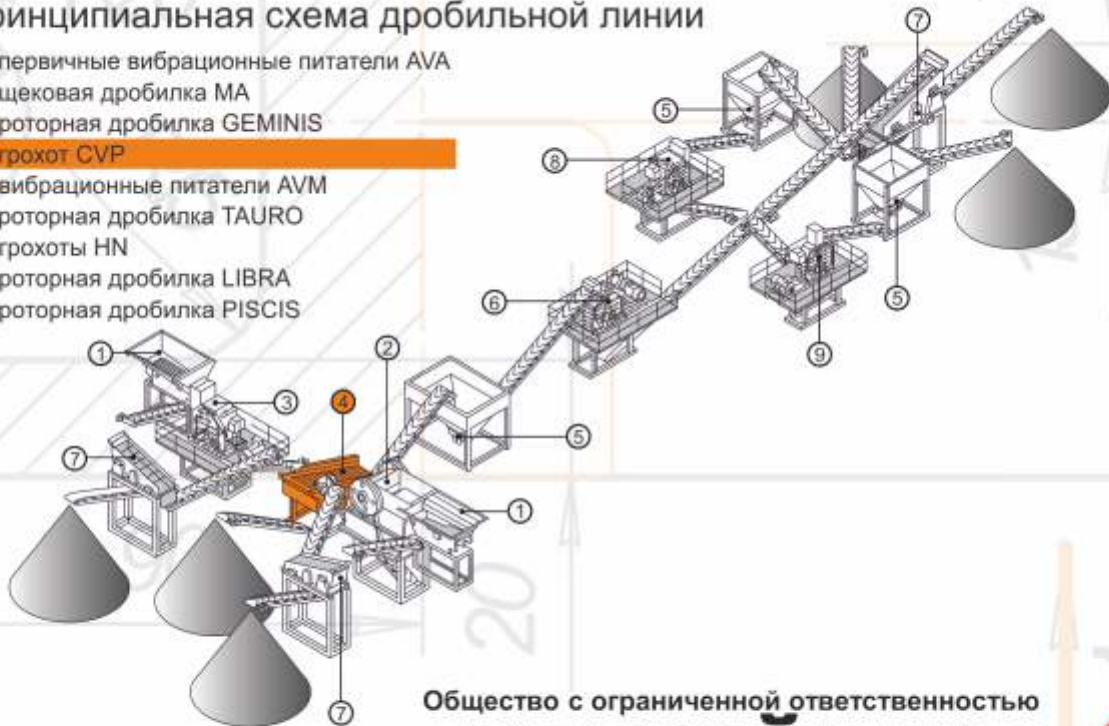 ринципиальная схема дробильной линии
первичные вибрационные питатели AVA
щековая дробилка MA
роторная дробилка GEMINIS
грохот CVP
вибрационные питатели AVM
роторная дробилка TAURO
грохоты HN
роторная дробилка LIBRA
роторная дробилка PISCIS
7
5
8
5
6
9
1
2
3
4
7
5
1
7
20
Общество с ограниченной ответственностью